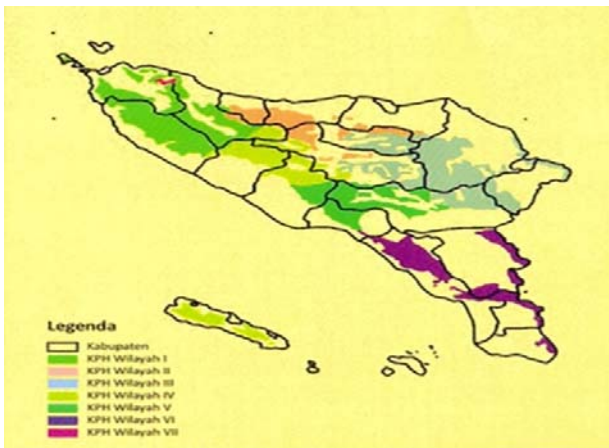 Legenda
Kabupaten
KPH Wilayah I
KPH Wilayah II
KPH Wilayah III
KPH Wilayah IV
KPH Wilayah V
KPH Wilayah VI
KPH Wilayah VII